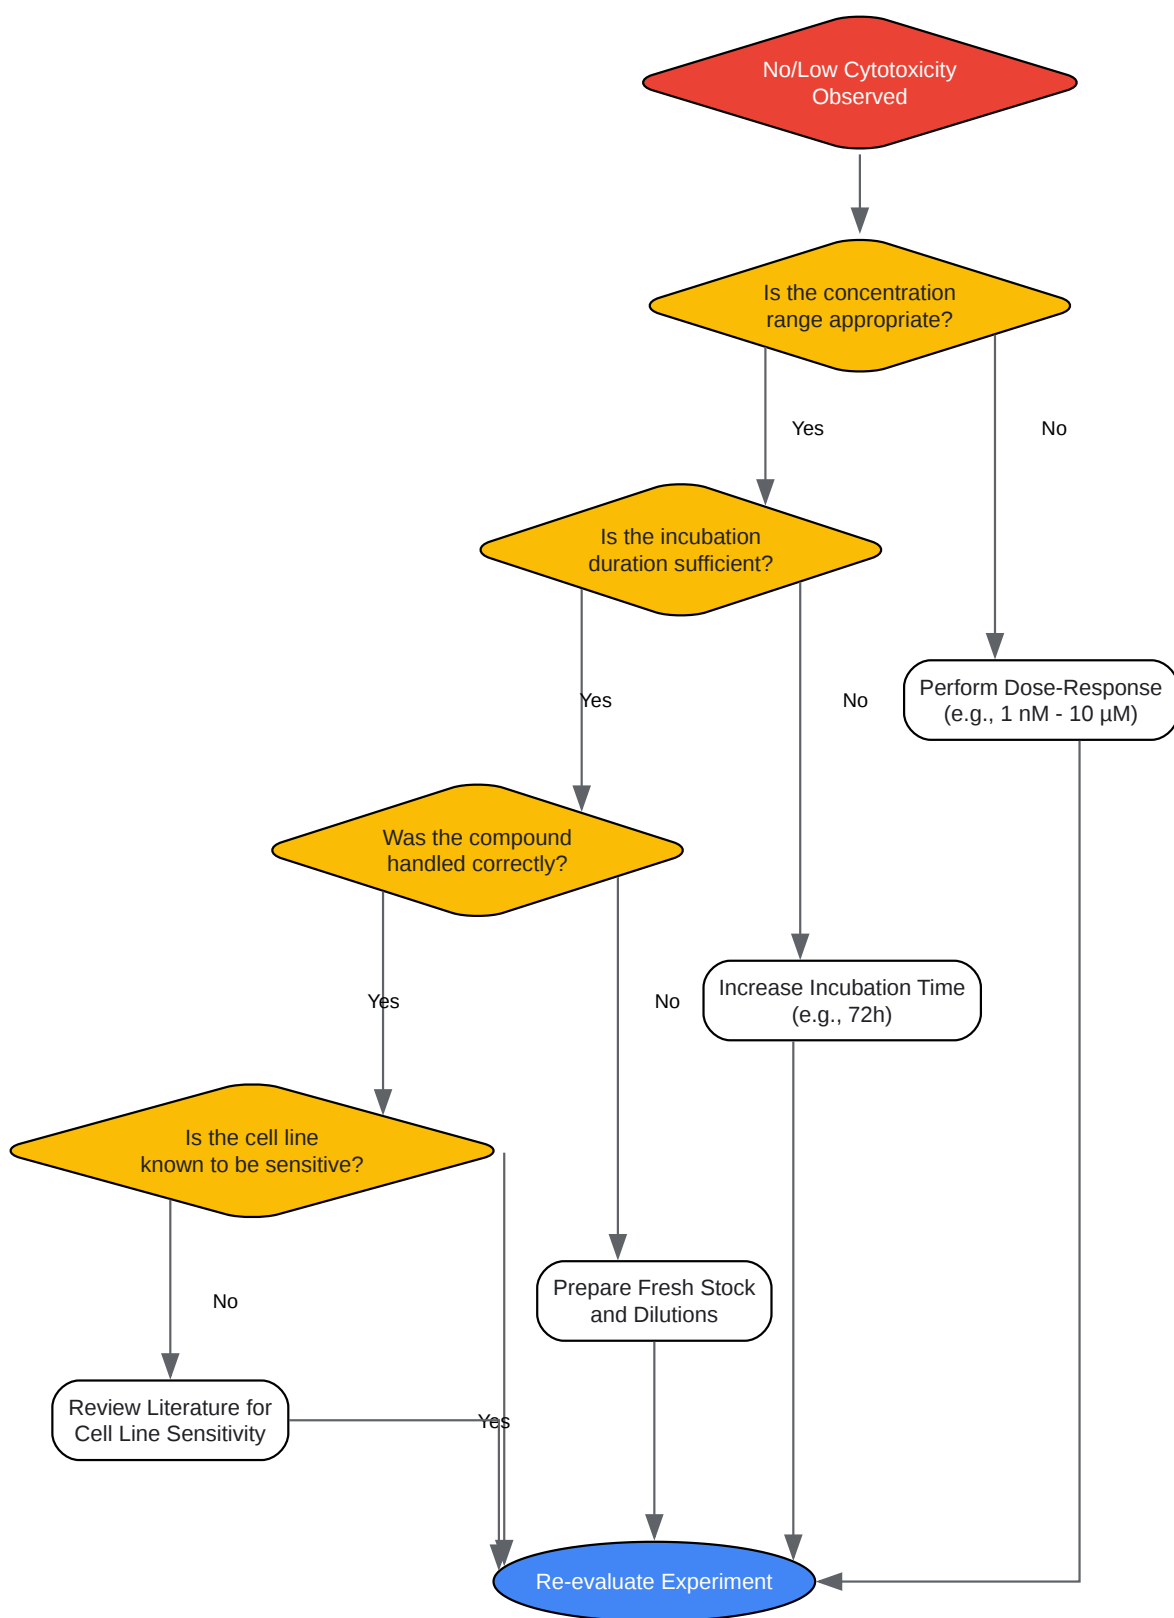 No/Low Cytotoxicity
Observed
Is the concentration
range appropriate?
Yes
No
Is the incubation
duration sufficient?
Yes
No
Perform Dose-Response
(e.g., 1 nM - 10 µM)
Was the compound
handled correctly?
Yes
No
Increase Incubation Time
(e.g., 72h)
Is the cell line
known to be sensitive?
No
Prepare Fresh Stock
and Dilutions
Review Literature for
Cell Line Sensitivity
Yes
Re-evaluate Experiment